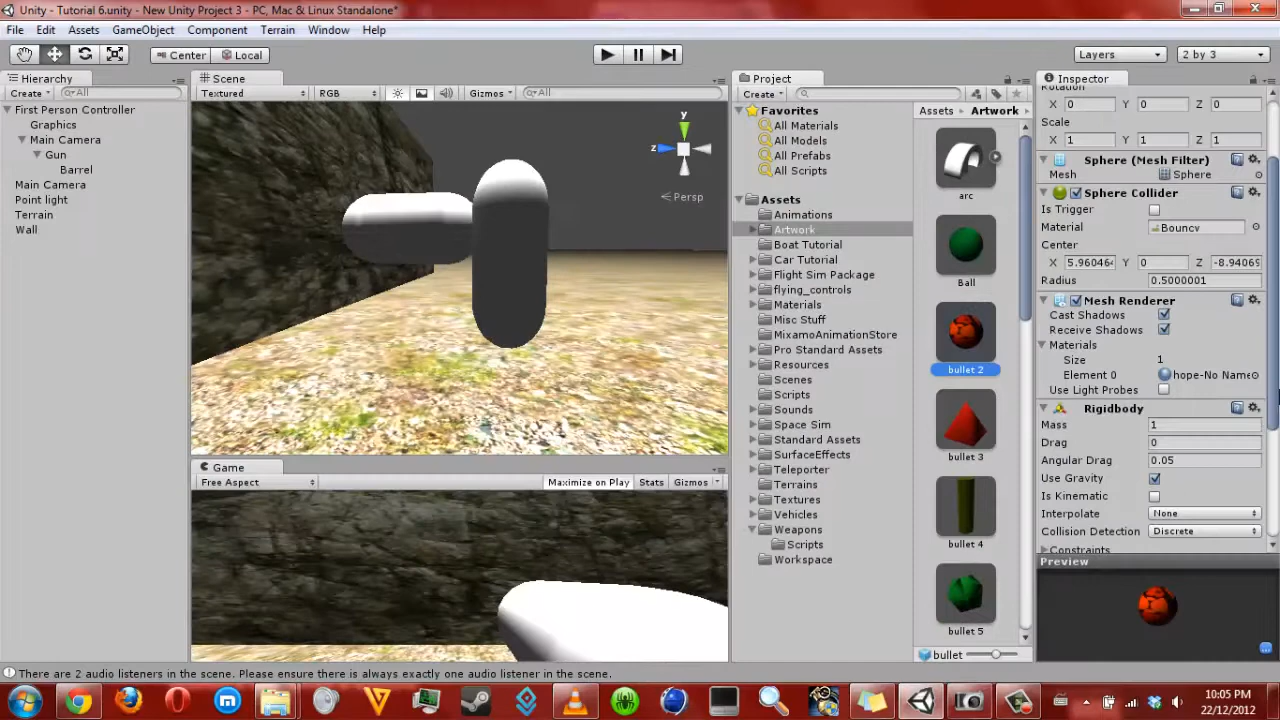 Unity - Tutorial 6.unity - New Unity Project 3 - PC, Mac & Linux Standalone*
File Edit Assets GameObject Component Terrain Window Help
Center Local
Layers
2 by 3
Hierarchy
Create
All
First Person Controller
Graphics
Main Camera
Gun
Barrel
Main Camera
Point light
Terrain
Wall
Scene
Textured
RGB
Gizmos
All
y
z
Persp
Game
Free Aspect
Maximize on Play
Stats
Gizmos
Project
Create
Favorites
All Materials
All Models
All Prefabs
All Scripts
Assets
Animations
Artwork
Boat Tutorial
Car Tutorial
Flight Sim Package
flying_controls
Materials
Misc Stuff
MixamoAnimationStore
Pro Standard Assets
Resources
Scenes
Scripts
Sounds
Space Sim
Standard Assets
SurfaceEffects
Teleporter
Terrains
Textures
Vehicles
Weapons
Scripts
Workspace
Assets
Artwork
arc
Ball
bullet 2
bullet 3
bullet 4
bullet 5
bullet
Inspector
Rotation
X 0 Y 0 Z 0
Scale
X 1 Y 1 Z 1
Sphere (Mesh Filter)
Mesh Sphere
Sphere Collider
Is Trigger
Material Bouncy
Center
X 5.96046 Y 0 Z -8.94069
Radius 0.5000001
Mesh Renderer
Cast Shadows
Receive Shadows
Materials
Size 1
Element 0 hope-No Name
Use Light Probes
Rigidbody
Mass 1
Drag 0
Angular Drag 0.05
Use Gravity
Is Kinematic
Interpolate None
Collision Detection Discrete
Constraints
Preview
There are 2 audio listeners in the scene. Please ensure there is always exactly one audio listener in the scene.
10:05 PM
22/12/2012